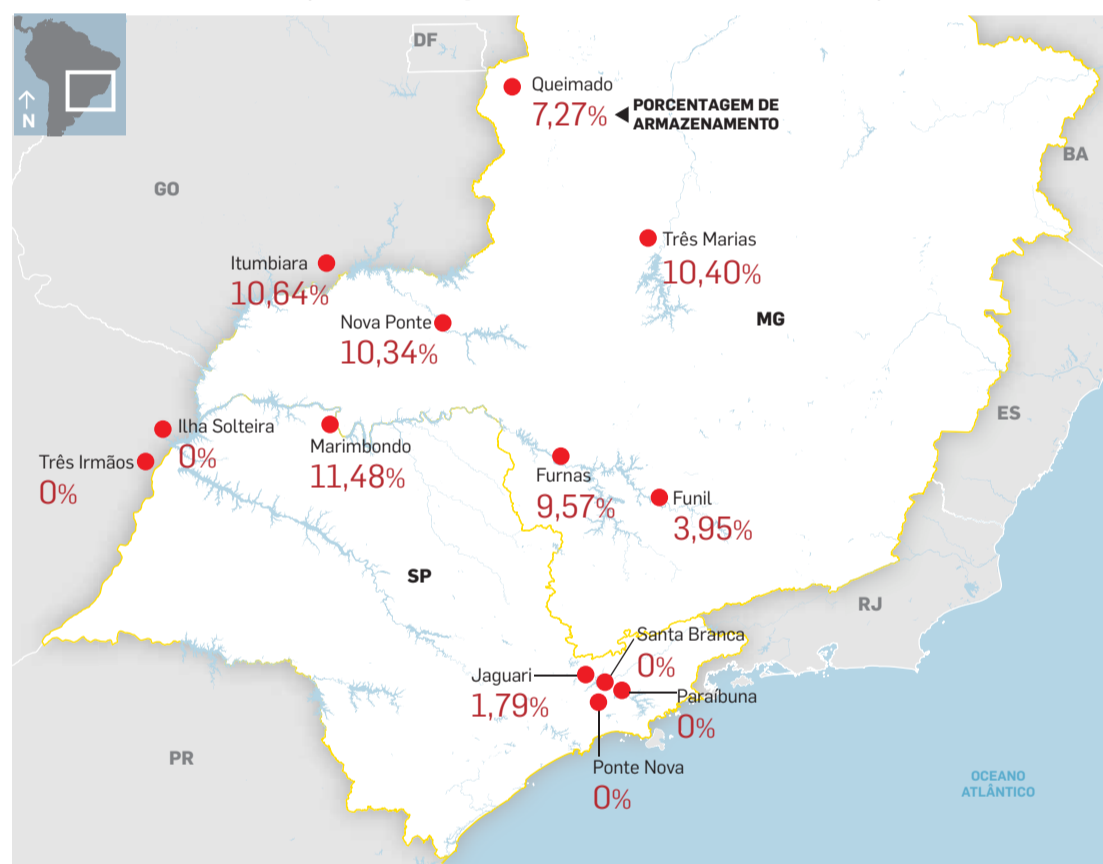 DF
N
Queimado
7,27%
PORCENTAGEM DE
ARMAZENAMENTO
BA
GO
Três Marias
10,40%
Itumbiara
10,64%
Nova Ponte
10,34%
MG
Ilha Solteira
0%
Três Irmãos
0%
Marimbondo
11,48%
Furnas
9,57%
Funil
3,95%
ES
SP
RJ
Santa Branca
0%
Jaguari
1,79%
Paraíbuna
0%
PR
Ponte Nova
0%
OCEANO
ATLÂNTICO